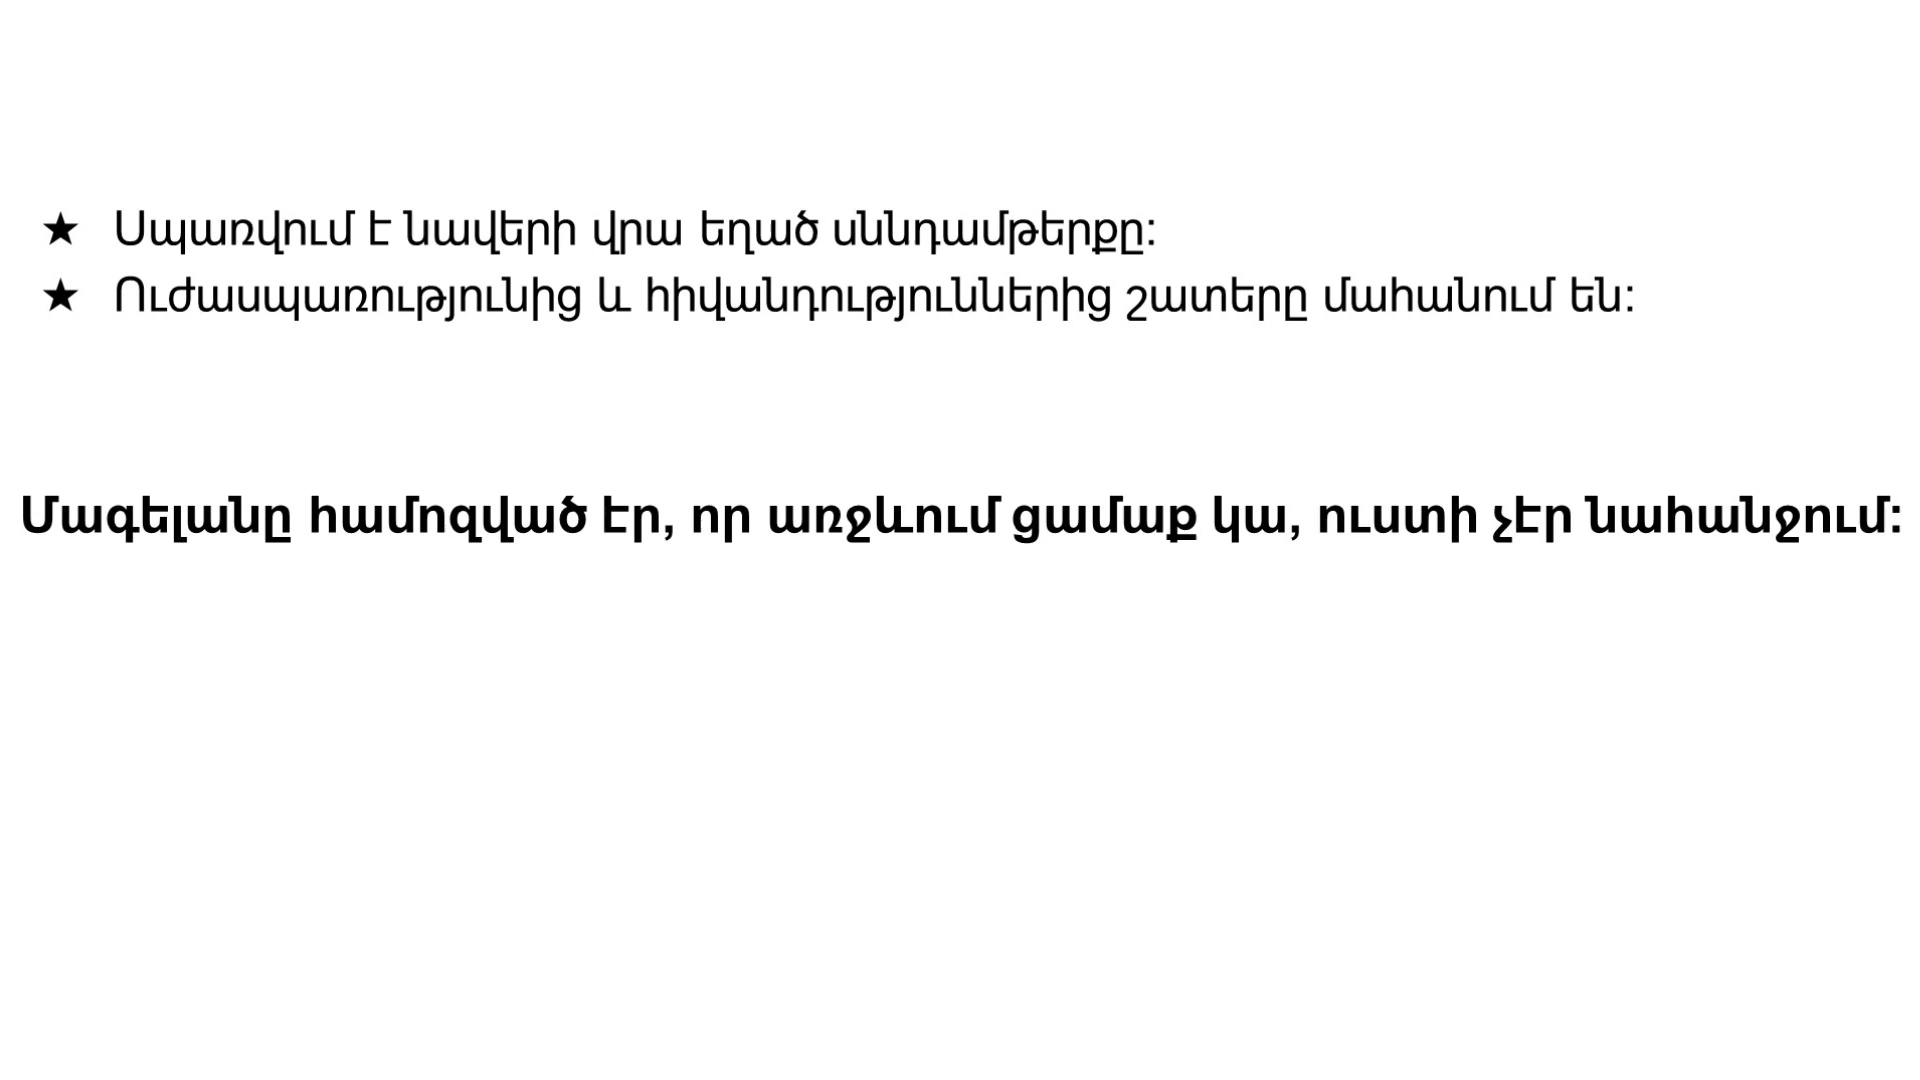 ★ Սպառվում է նավերի վրա եղած սննդամթերքը:
★ Ուժասպառությունից և հիվանդություններից շատերը մահանում են:
Մագելանը համոզված էր, որ առջևում ցամաք կա, ուստի չէր նահանջում: